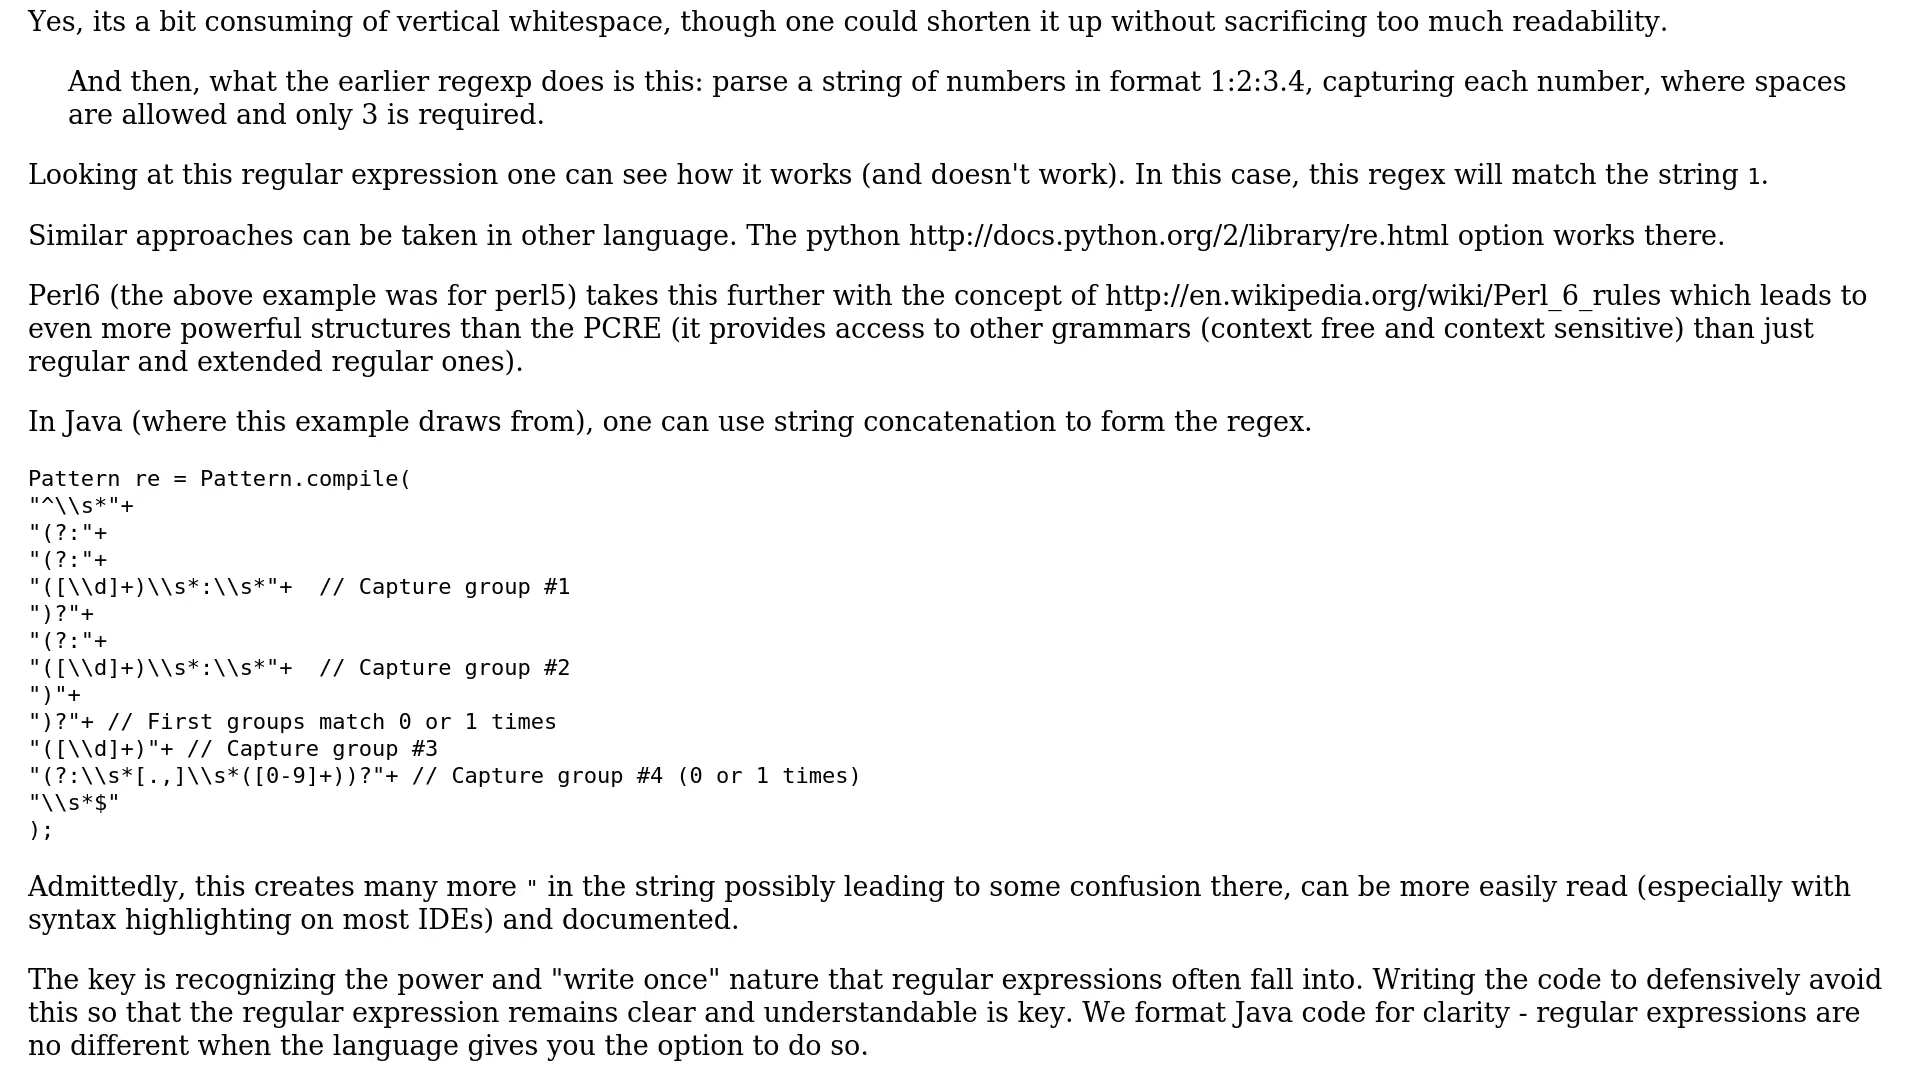 Yes, its a bit consuming of vertical whitespace, though one could shorten it up without sacrificing too much readability.
And then, what the earlier regexp does is this: parse a string of numbers in format 1:2:3.4, capturing each number, where spaces
are allowed and only 3 is required.
Looking at this regular expression one can see how it works (and doesn't work). In this case, this regex will match the string 1.
Similar approaches can be taken in other language. The python http://docs.python.org/2/library/re.html option works there.
Perl6 (the above example was for perl5) takes this further with the concept of http://en.wikipedia.org/wiki/Perl_6_rules which leads to
even more powerful structures than the PCRE (it provides access to other grammars (context free and context sensitive) than just
regular and extended regular ones).
In Java (where this example draws from), one can use string concatenation to form the regex.
Pattern re = Pattern.compile(
"^\\s*"+
"(?:"+
"(?:"+
"([\\d]+)\\s*:\\s*"+  // Capture group #1
")?"+
"(?:"+
"([\\d]+)\\s*:\\s*"+  // Capture group #2
")"+
")?"+ // First groups match 0 or 1 times
"([\\d]+)"+ // Capture group #3
"(?:\\s*[.,]\\s*([0-9]+))?"+ // Capture group #4 (0 or 1 times)
"\\s*$"
);
Admittedly, this creates many more " in the string possibly leading to some confusion there, can be more easily read (especially with
syntax highlighting on most IDEs) and documented.
The key is recognizing the power and "write once" nature that regular expressions often fall into. Writing the code to defensively avoid
this so that the regular expression remains clear and understandable is key. We format Java code for clarity - regular expressions are
no different when the language gives you the option to do so.